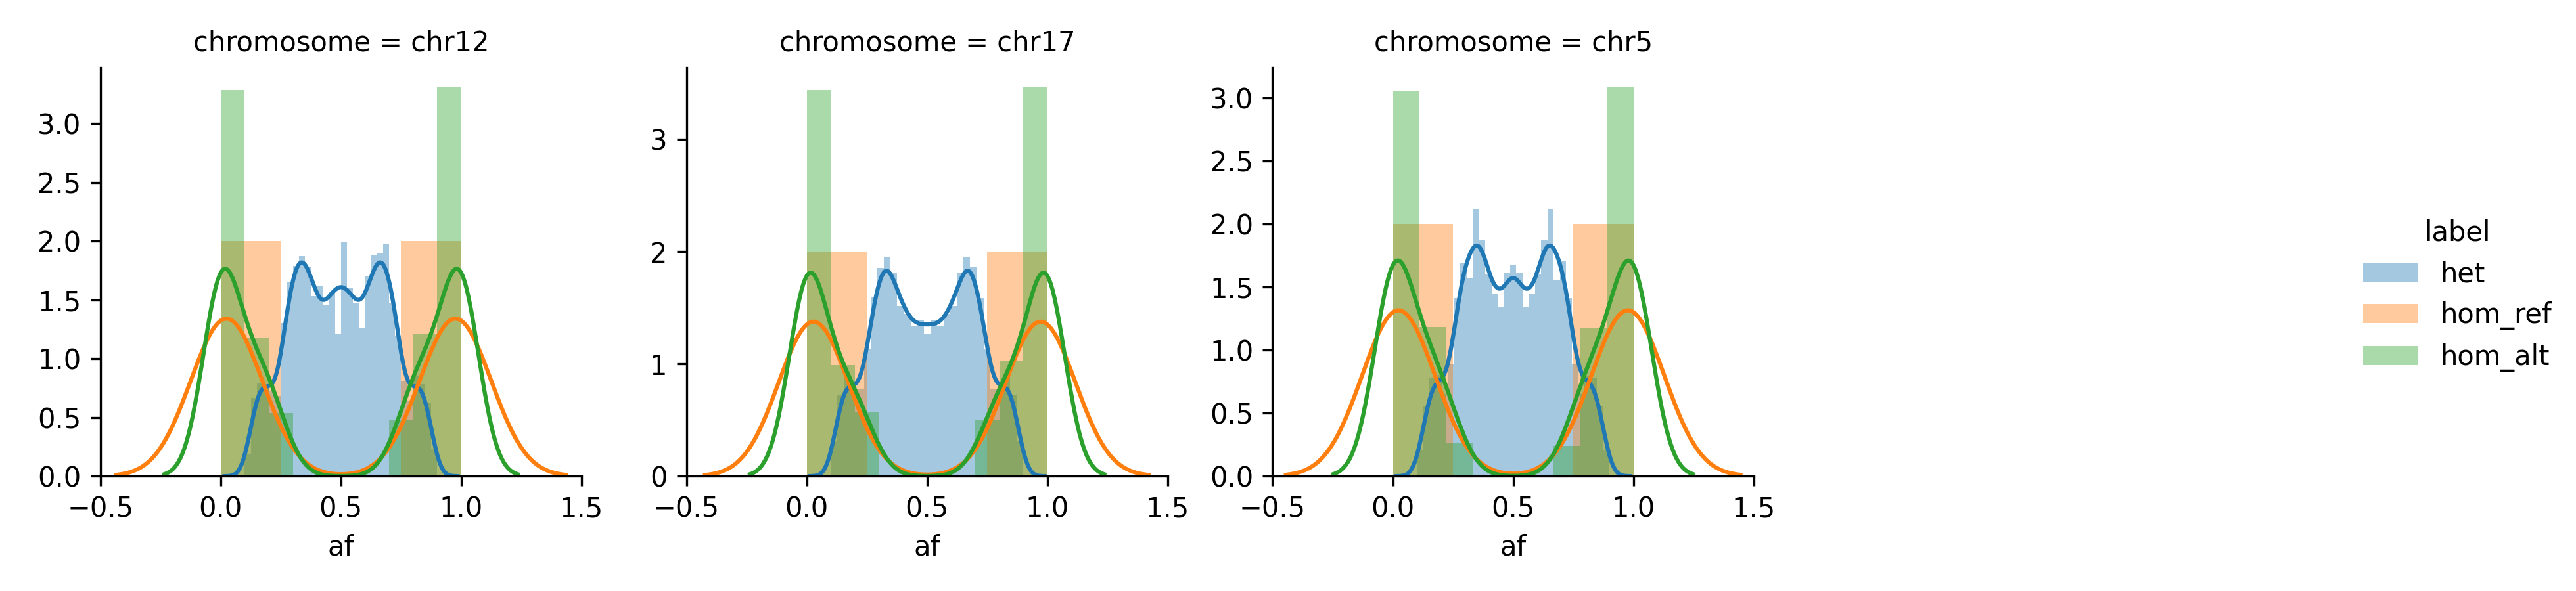 chromosome = chr12
3.0
2.5
2.0
1.5
1.0
0.5
0.0
−0.5 0.0 0.5 1.0 1.5
af
chromosome = chr17
3
2
1
0
−0.5 0.0 0.5 1.0 1.5
af
chromosome = chr5
3.0
2.5
2.0
1.5
1.0
0.5
0.0
−0.5 0.0 0.5 1.0 1.5
af
label
het
hom_ref
hom_alt